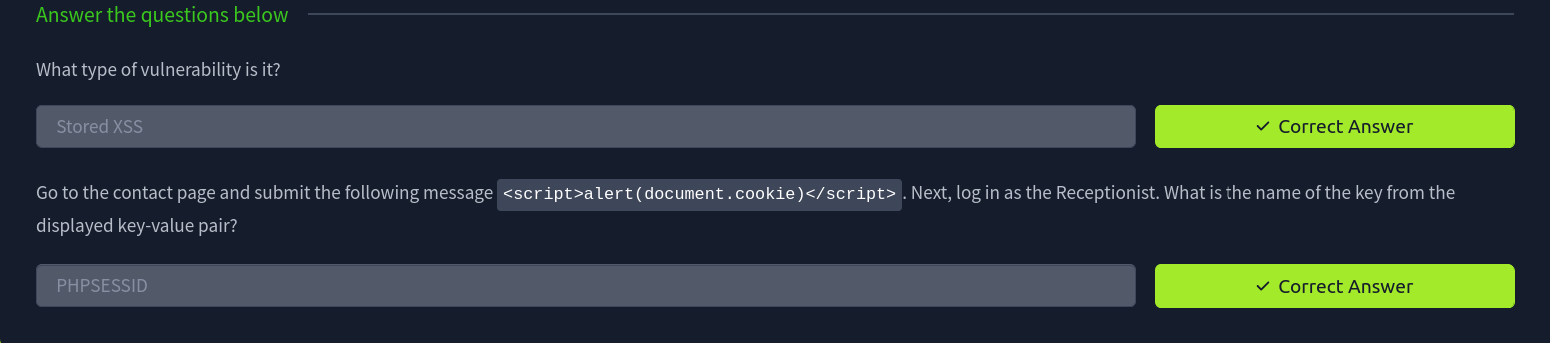 Answer the questions below
What type of vulnerability is it?
Stored XSS
✓ Correct Answer
Go to the contact page and submit the following message <script>alert(document.cookie)</script>. Next, log in as the Receptionist. What is the name of the key from the
displayed key-value pair?
PHPSESSID
✓ Correct Answer